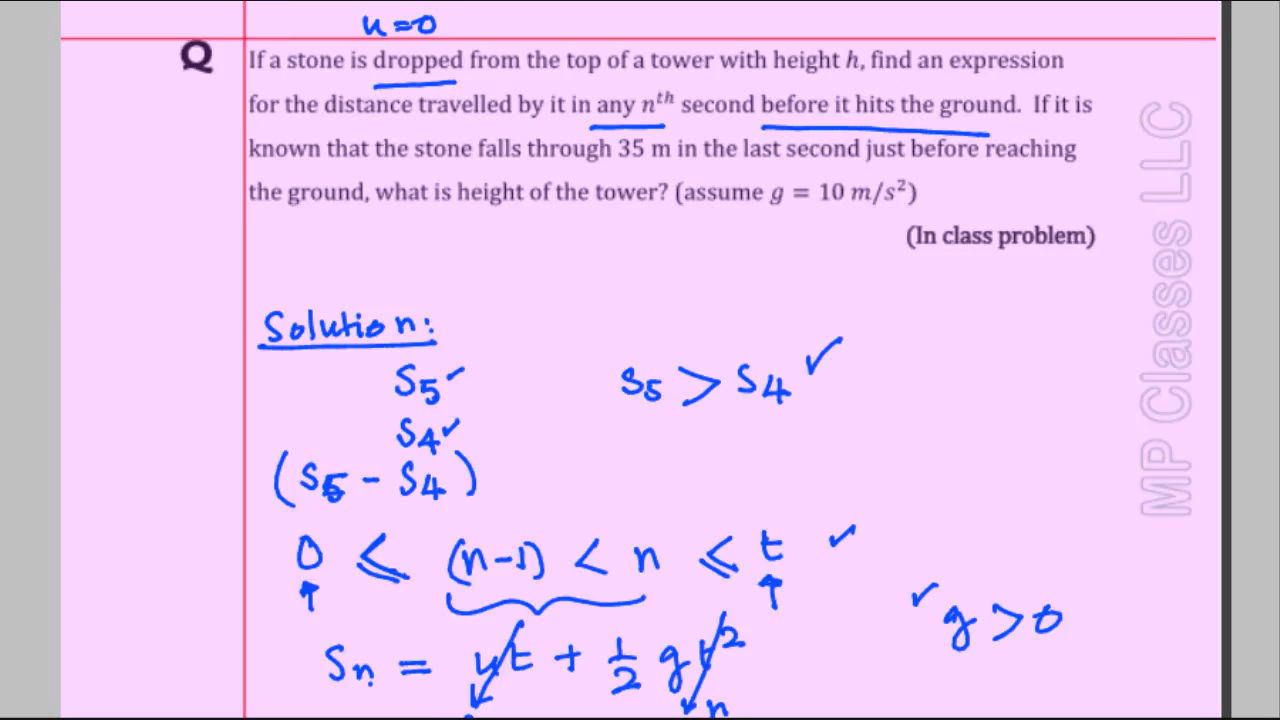 u=0
Q If a stone is dropped from the top of a tower with height h, find an expression
for the distance travelled by it in any nᵗʰ second before it hits the ground. If it is
known that the stone falls through 35 m in the last second just before reaching
the ground, what is height of the tower? (assume g = 10 m/s²)
(In class problem)
Solution:
S₅ ✓ S₅ > S₄ ✓
S₄ ✓
(S₅ - S₄)
0 ≤ (n-1) < n ≤ t ✓
✓ g > 0
Sₙ = ut + 1/2 gt²
n
MP Classes LLC